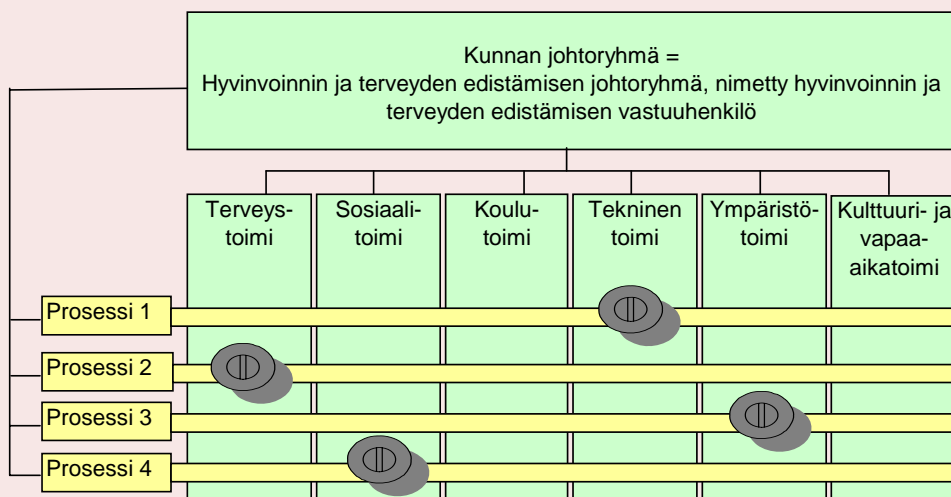 Kunnan johtoryhmä =
Hyvinvoinnin ja terveyden edistämisen johtoryhmä, nimetty hyvinvoinnin ja
terveyden edistämisen vastuuhenkilö
Terveys-
toimi
Sosiaali-
toimi
Koulu-
toimi
Tekninen
toimi
Ympäristö-
toimi
Kulttuuri- ja
vapaa-
aikatoimi
Prosessi 1
Prosessi 2
Prosessi 3
Prosessi 4